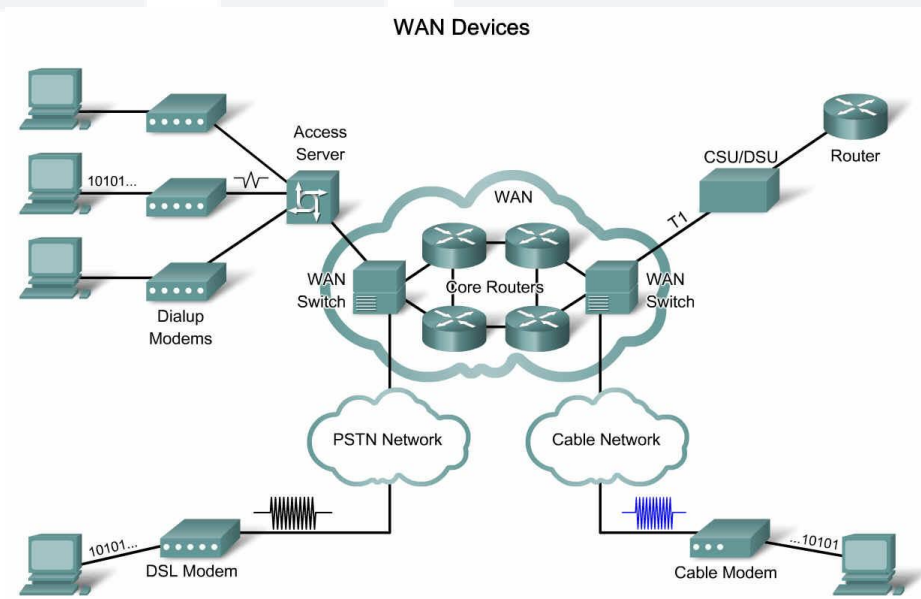 WAN Devices
Access
Server
CSU/DSU
Router
10101...
WAN
T1
WAN
Switch
Core Routers
WAN
Switch
Dialup
Modems
PSTN Network
Cable Network
10101...
DSL Modem
...10101
Cable Modem